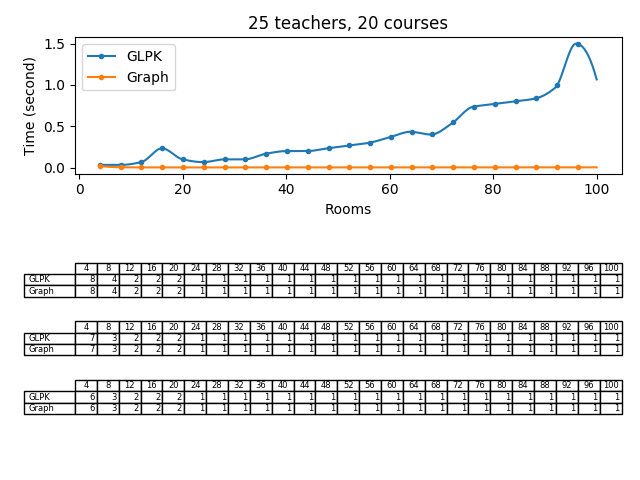 25 teachers, 20 courses
GLPK
Graph
Time (second)
1.5
1.0
0.5
0.0
0 20 40 60 80 100
Rooms
4 8 12 16 20 24 28 32 36 40 44 48 52 56 60 64 68 72 76 80 84 88 92 96 100
GLPK 8 4 2 2 2 1 1 1 1 1 1 1 1 1 1 1 1 1 1 1 1 1 1 1 1
Graph 8 4 2 2 2 1 1 1 1 1 1 1 1 1 1 1 1 1 1 1 1 1 1 1 1
4 8 12 16 20 24 28 32 36 40 44 48 52 56 60 64 68 72 76 80 84 88 92 96 100
GLPK 7 3 2 2 2 1 1 1 1 1 1 1 1 1 1 1 1 1 1 1 1 1 1 1 1
Graph 7 3 2 2 2 1 1 1 1 1 1 1 1 1 1 1 1 1 1 1 1 1 1 1 1
4 8 12 16 20 24 28 32 36 40 44 48 52 56 60 64 68 72 76 80 84 88 92 96 100
GLPK 6 3 2 2 2 1 1 1 1 1 1 1 1 1 1 1 1 1 1 1 1 1 1 1 1
Graph 6 3 2 2 2 1 1 1 1 1 1 1 1 1 1 1 1 1 1 1 1 1 1 1 1